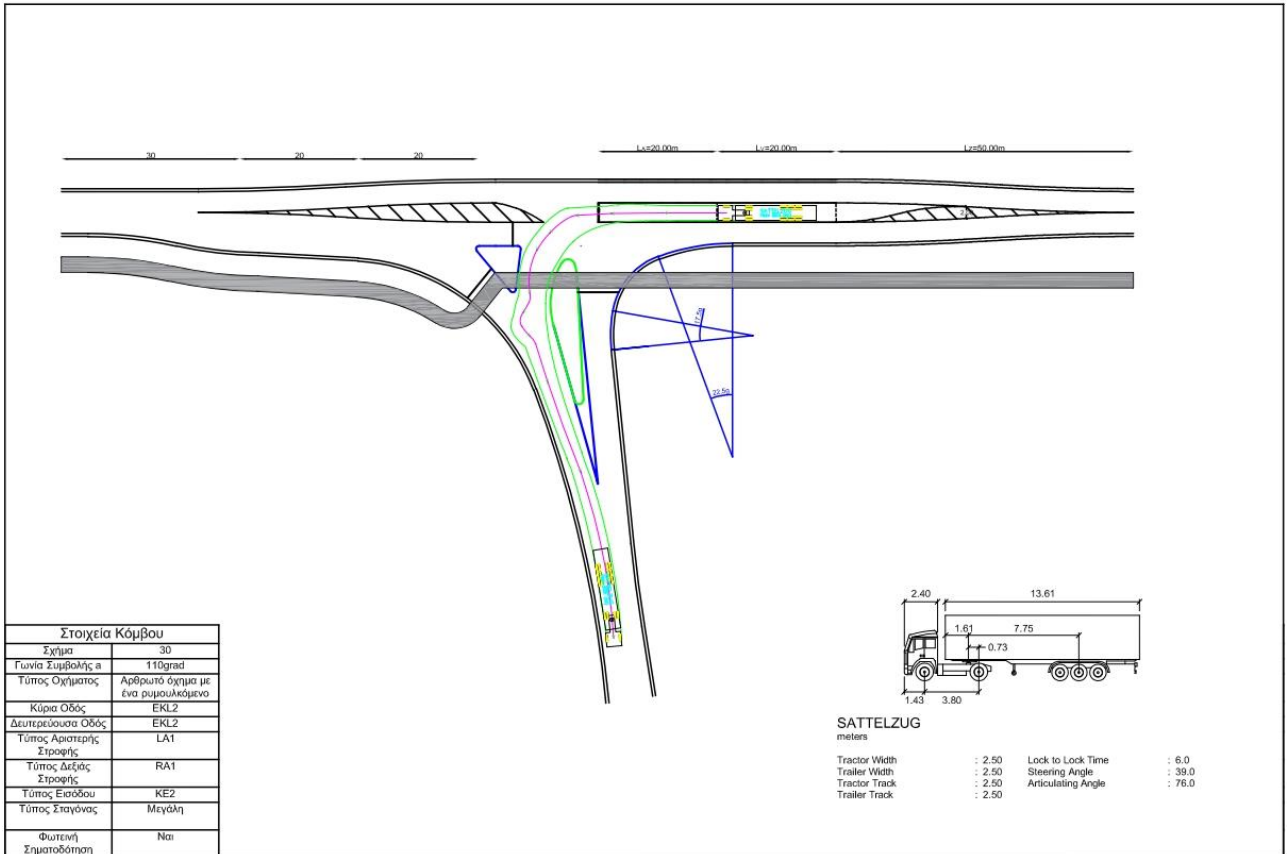 30
20
20
LA=20.00m
LV=20.00m
LZ=50.00m
17.5g
22.5g
Στοιχεία Κόμβου
Σχήμα 30
Γωνία Συμβολής a 110grad
Τύπος Οχήματος Αρθρωτό όχημα με
ένα ρυμουλκόμενο
Κύρια Οδός EKL2
Δευτερεύουσα Οδός EKL2
Τύπος Αριστερής
Στροφής LA1
Τύπος Δεξιάς
Στροφής RA1
Τύπος Εισόδου KE2
Τύπος Σταγόνας Μεγάλη
Φωτεινή
Σηματοδότηση Ναι
2.40
13.61
1.61
7.75
0.73
1.43
3.80
SATTELZUG
meters
Tractor Width : 2.50 Lock to Lock Time : 6.0
Trailer Width : 2.50 Steering Angle : 39.0
Tractor Track : 2.50 Articulating Angle : 76.0
Trailer Track : 2.50